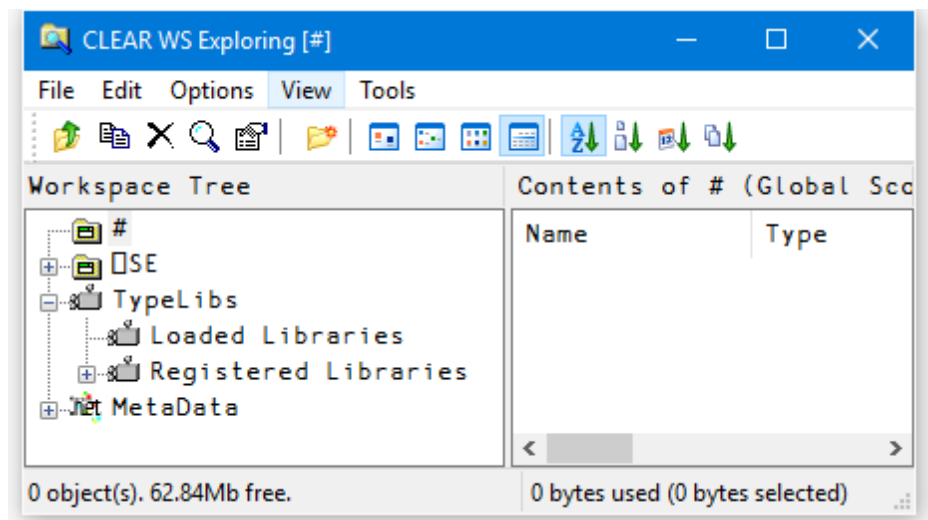 CLEAR WS Exploring [#]
File Edit Options View Tools
Workspace Tree
Contents of # (Global Sco
#
⎕SE
TypeLibs
Loaded Libraries
Registered Libraries
.net MetaData
Name Type
0 object(s). 62.84Mb free.
0 bytes used (0 bytes selected)